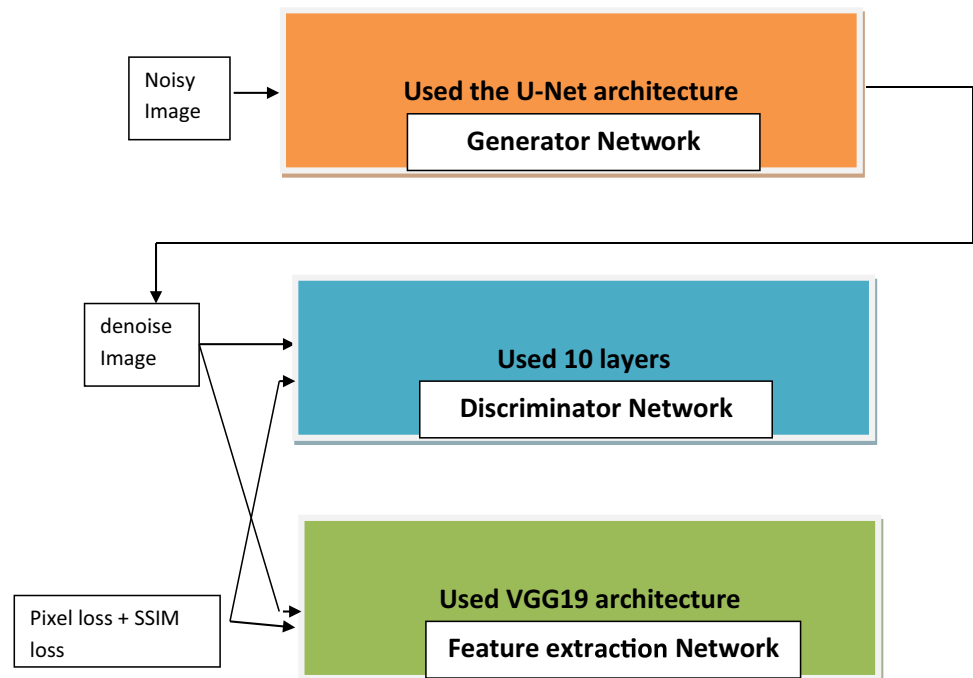 Noisy
Image
Used the U-Net architecture
Generator Network
denoise
Image
Used 10 layers
Discriminator Network
Used VGG19 architecture
Feature extraction Network
Pixel loss + SSIM
loss